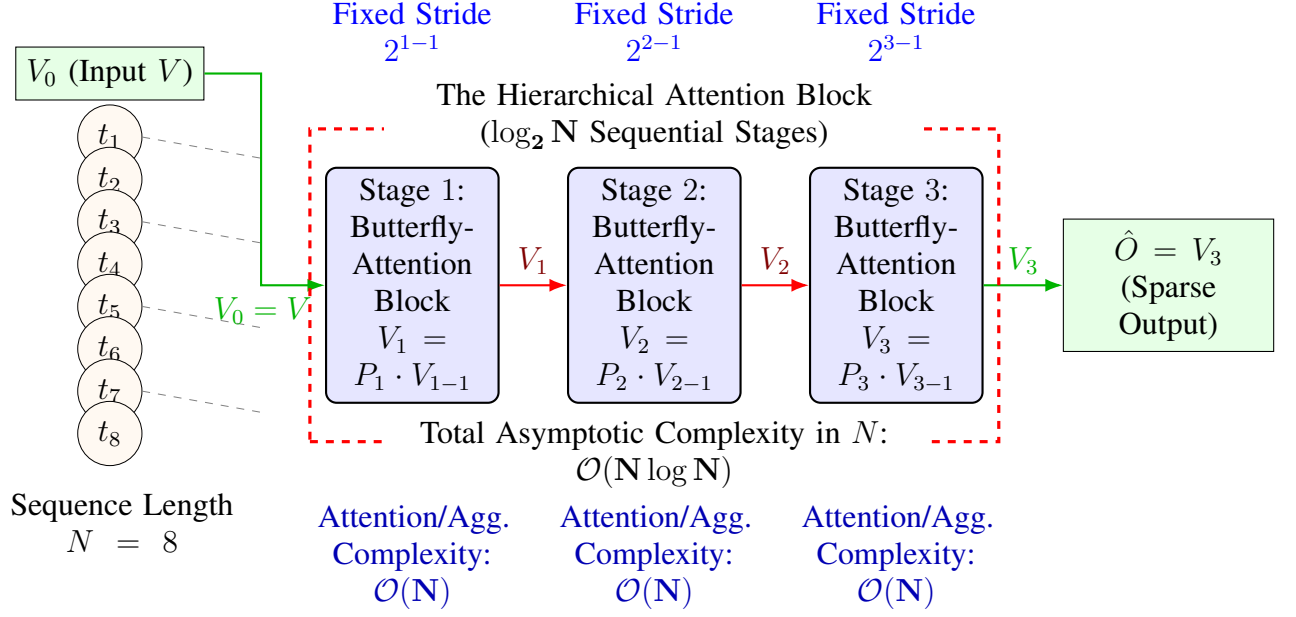 Fixed Stride
2^{1−1}
Fixed Stride
2^{2−1}
Fixed Stride
2^{3−1}
V_0 (Input V)
The Hierarchical Attention Block
(log_2 N Sequential Stages)
t_1
t_2
t_3
t_4
t_5
t_6
t_7
t_8
V_0 = V
Stage 1:
Butterfly-
Attention
Block
V_1 =
P_1 · V_{1−1}
V_1
Stage 2:
Butterfly-
Attention
Block
V_2 =
P_2 · V_{2−1}
V_2
Stage 3:
Butterfly-
Attention
Block
V_3 =
P_3 · V_{3−1}
V_3
Ô = V_3
(Sparse
Output)
Total Asymptotic Complexity in N:
O(N log N)
Sequence Length
N = 8
Attention/Agg.
Complexity:
O(N)
Attention/Agg.
Complexity:
O(N)
Attention/Agg.
Complexity:
O(N)